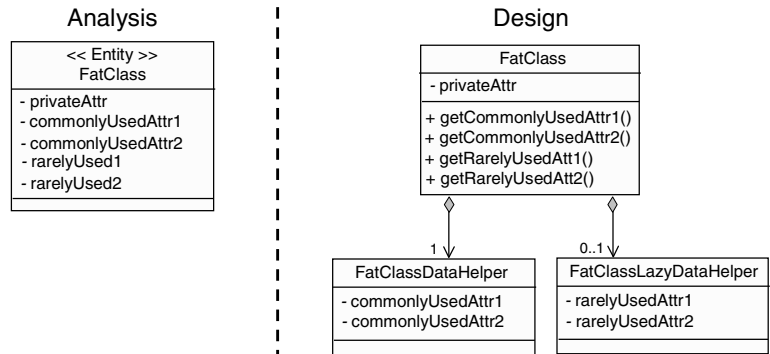 Analysis
<< Entity >>
FatClass
- privateAttr
- commonlyUsedAttr1
- commonlyUsedAttr2
- rarelyUsed1
- rarelyUsed2
Design
FatClass
- privateAttr
+ getCommonlyUsedAttr1()
+ getCommonlyUsedAttr2()
+ getRarelyUsedAtt1()
+ getRarelyUsedAtt2()
1
0..1
FatClassDataHelper
- commonlyUsedAttr1
- commonlyUsedAttr2
FatClassLazyDataHelper
- rarelyUsedAttr1
- rarelyUsedAttr2